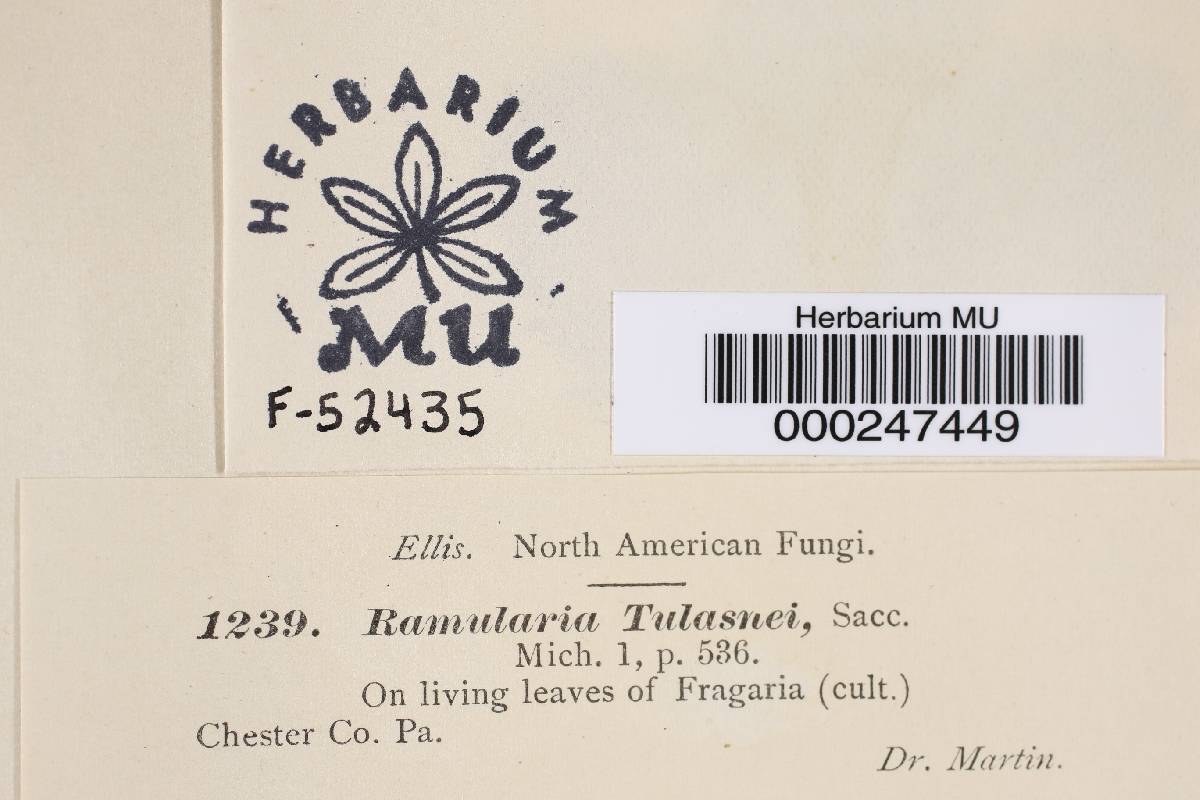 HERBARIUM
F
MU
F-52435
Herbarium MU
000247449
Ellis. North American Fungi.
1239. Ramularia Tulasnei, Sacc.
Mich. 1, p. 536.
On living leaves of Fragaria (cult.)
Chester Co. Pa.
Dr. Martin.